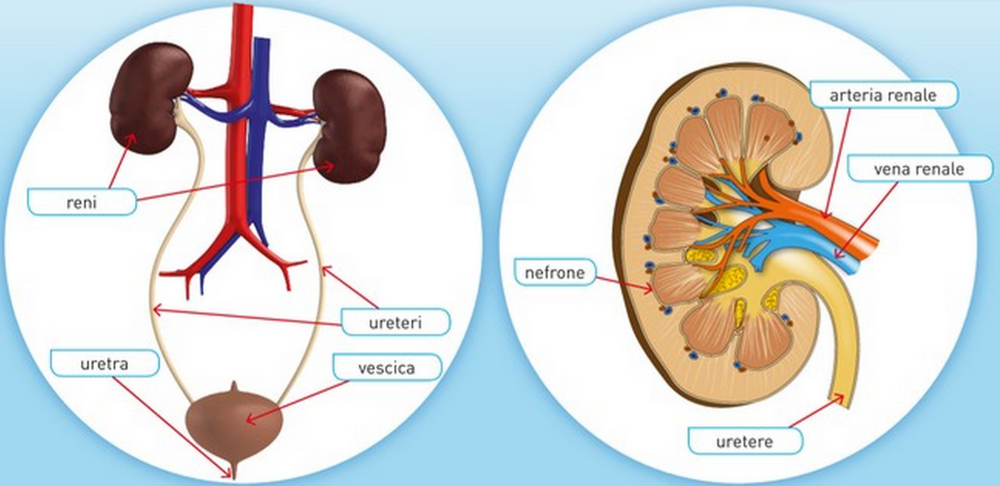 reni
ureteri
uretra
vescica
arteria renale
vena renale
nefrone
uretere